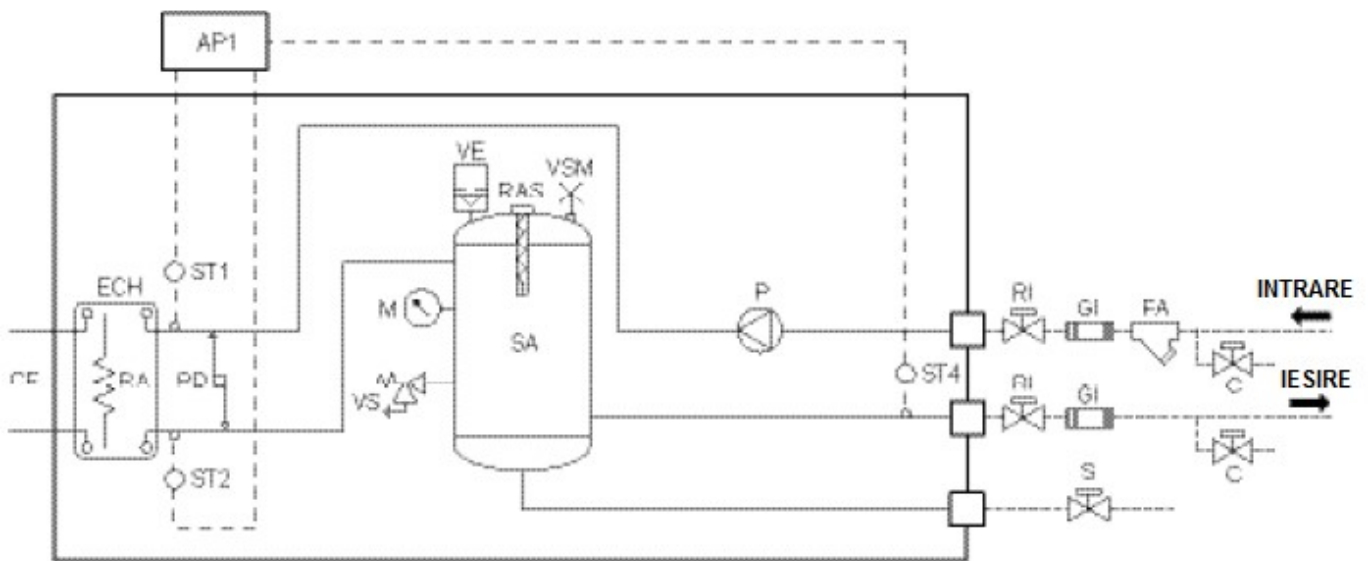 AP1
VE
VSM
RAS
ST1
ECH
M
P
RI
GI
FA
INTRARE
SA
RA
PD
ST4
RI
GI
C
IESIRE
VS
ST2
S
C